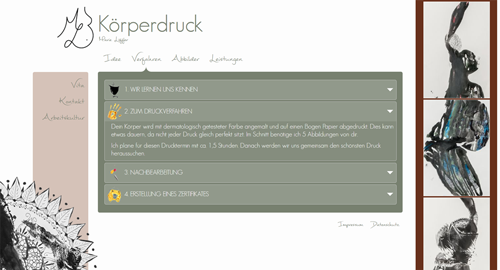 Körperdruck
Idee Verfahren Abbilder Leistungen
Vita
Kontakt
Arbeitskultur
1. WIR LERNEN UNS KENNEN
2. ZUM DRUCKVERFAHREN
Dein Körper wird mit dermatologisch getesteter Farbe angemalt und auf einen Bogen Papier abgedruckt. Dies kann
etwas dauern, da nicht jeder Druck gleich perfekt sitzt. Im Schnitt benötige ich 5 Abbildungen von dir.
Ich plane für diesen Drucktermin mit ca. 1,5 Stunden. Danach werden wir uns gemeinsam den schönsten Druck
heraussuchen.
3. NACHBEARBEITUNG
4. ERSTELLUNG EINES ZERTIFIKATES
Impressum Datenschutz